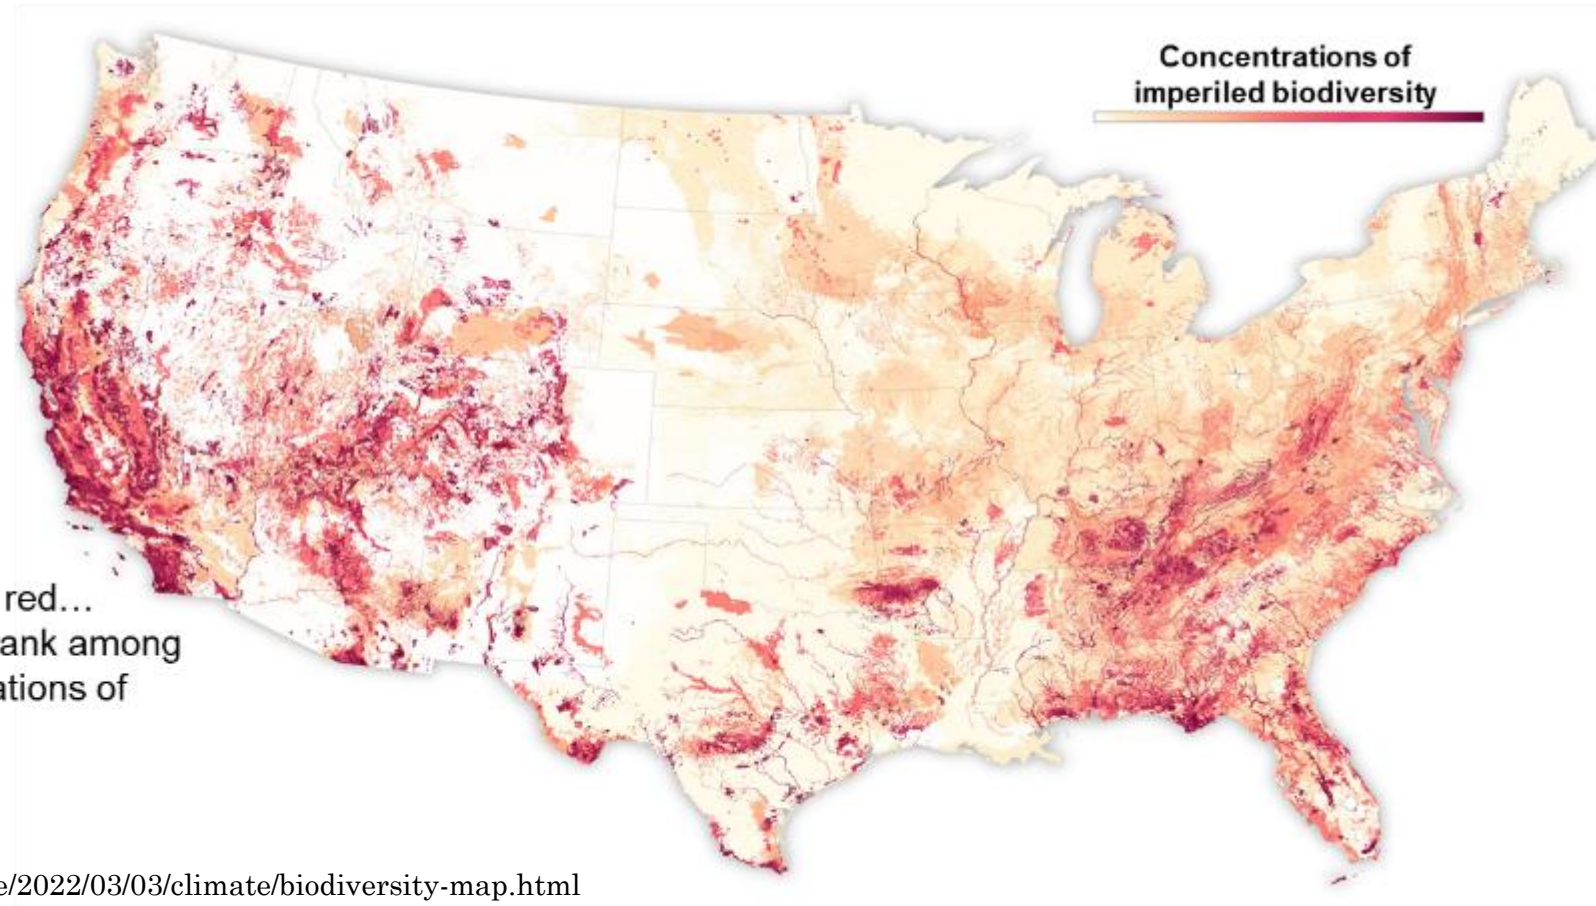 Concentrations of
imperiled biodiversity
red…
ank among
ations of
e/2022/03/03/climate/biodiversity-map.html